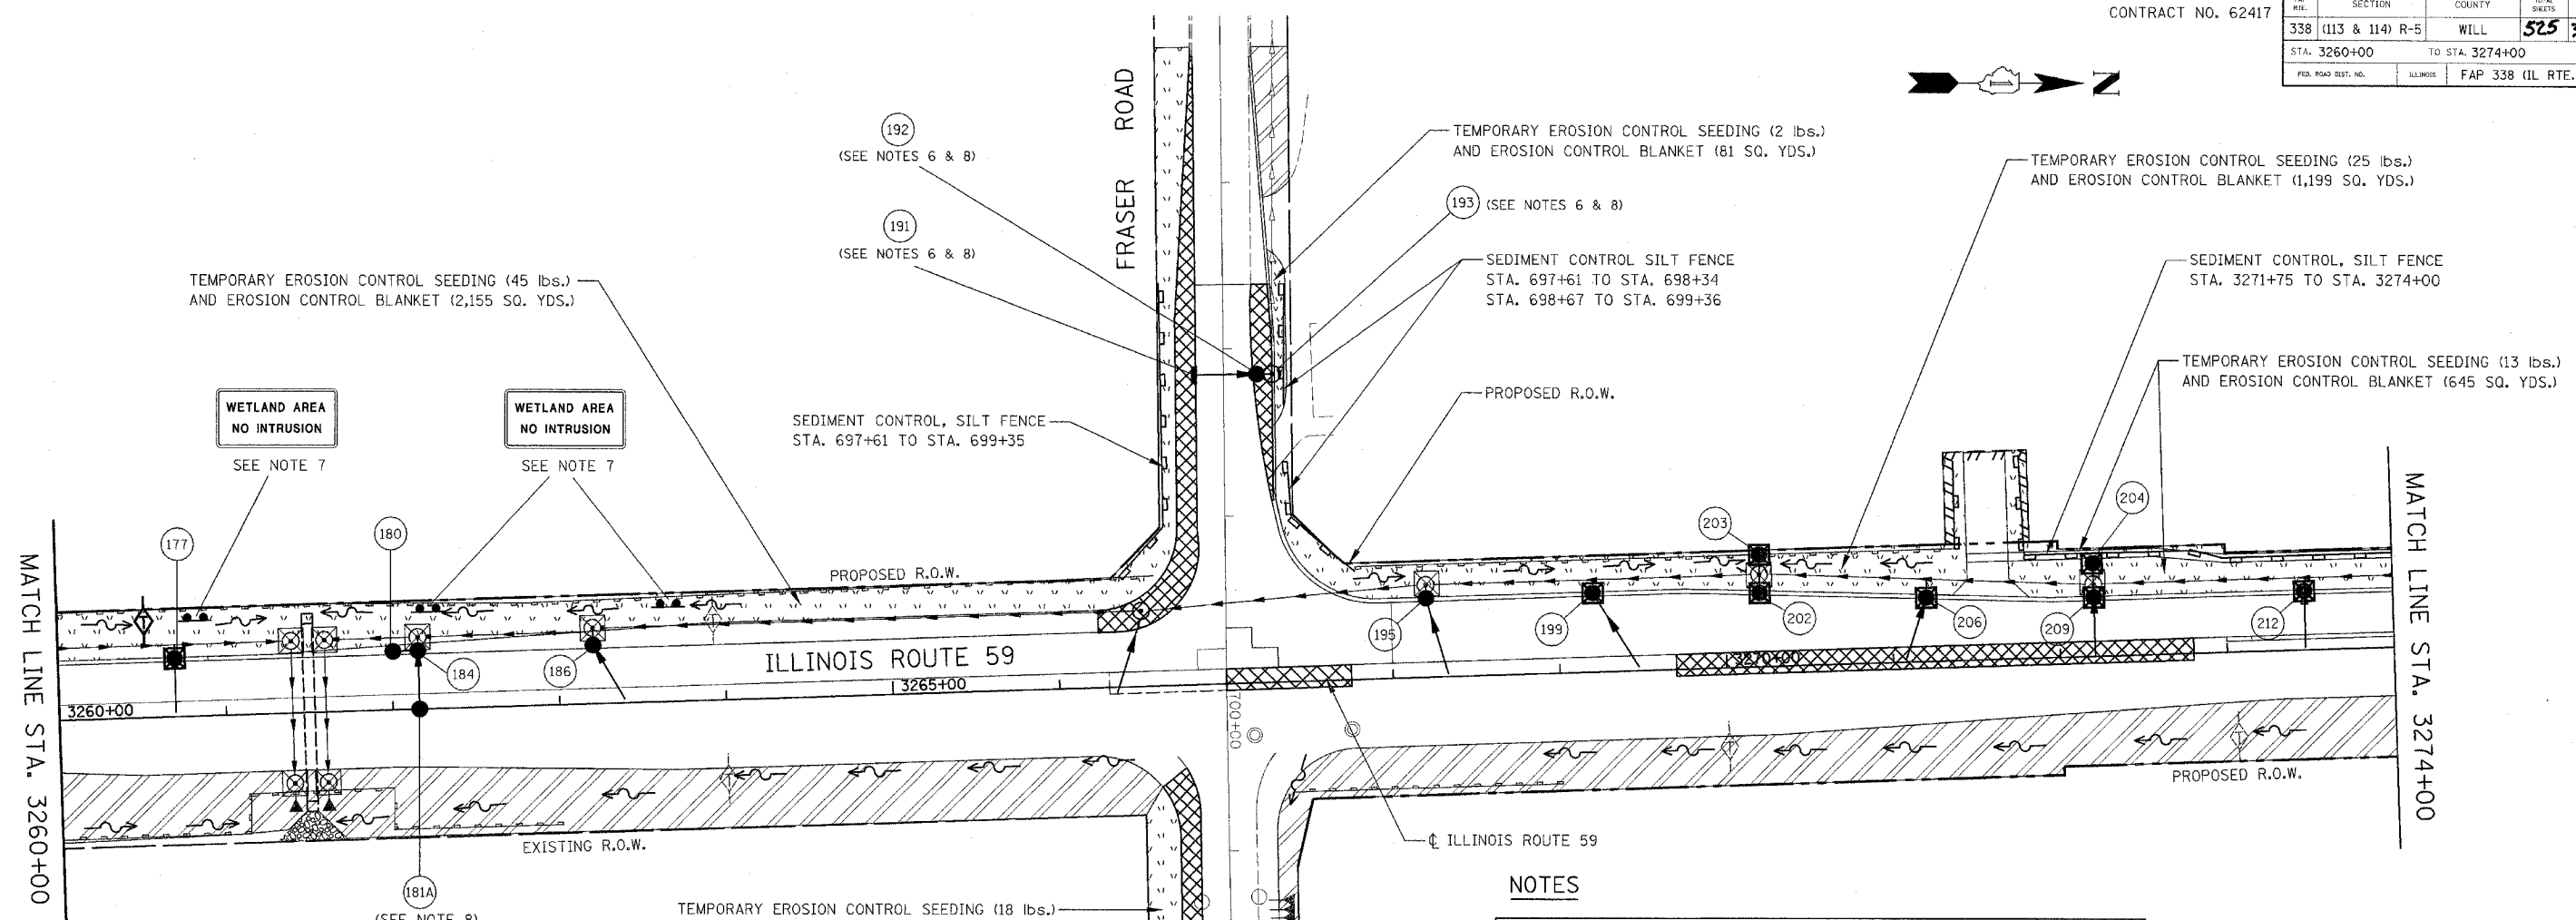 CONTRACT NO. 62417
RTE.
SECTION
COUNTY
SHEETS
338
(113 & 114) R-5
WILL
525
STA. 3260+00
TO STA. 3274+00
FED. ROAD DIST. NO.
ILLINOIS
FAP 338 (IL RTE.
N
FRASER ROAD
192
(SEE NOTES 6 & 8)
191
(SEE NOTES 6 & 8)
TEMPORARY EROSION CONTROL SEEDING (2 lbs.)
AND EROSION CONTROL BLANKET (81 SQ. YDS.)
193 (SEE NOTES 6 & 8)
TEMPORARY EROSION CONTROL SEEDING (25 lbs.)
AND EROSION CONTROL BLANKET (1,199 SQ. YDS.)
SEDIMENT CONTROL SILT FENCE
STA. 697+61 TO STA. 698+34
STA. 698+67 TO STA. 699+36
SEDIMENT CONTROL, SILT FENCE
STA. 3271+75 TO STA. 3274+00
TEMPORARY EROSION CONTROL SEEDING (45 lbs.)
AND EROSION CONTROL BLANKET (2,155 SQ. YDS.)
TEMPORARY EROSION CONTROL SEEDING (13 lbs.)
AND EROSION CONTROL BLANKET (645 SQ. YDS.)
WETLAND AREA
NO INTRUSION
SEE NOTE 7
WETLAND AREA
NO INTRUSION
SEE NOTE 7
SEDIMENT CONTROL, SILT FENCE
STA. 697+61 TO STA. 699+35
PROPOSED R.O.W.
177
180
203
204
PROPOSED R.O.W.
184
186
195
199
202
206
209
212
ILLINOIS ROUTE 59
3260+00
3265+00
3270+00
700+00
MATCH LINE STA. 3260+00
MATCH LINE STA. 3274+00
PROPOSED R.O.W.
EXISTING R.O.W.
℄ ILLINOIS ROUTE 59
181A
(SEE NOTE 8)
TEMPORARY EROSION CONTROL SEEDING (18 lbs.)
NOTES